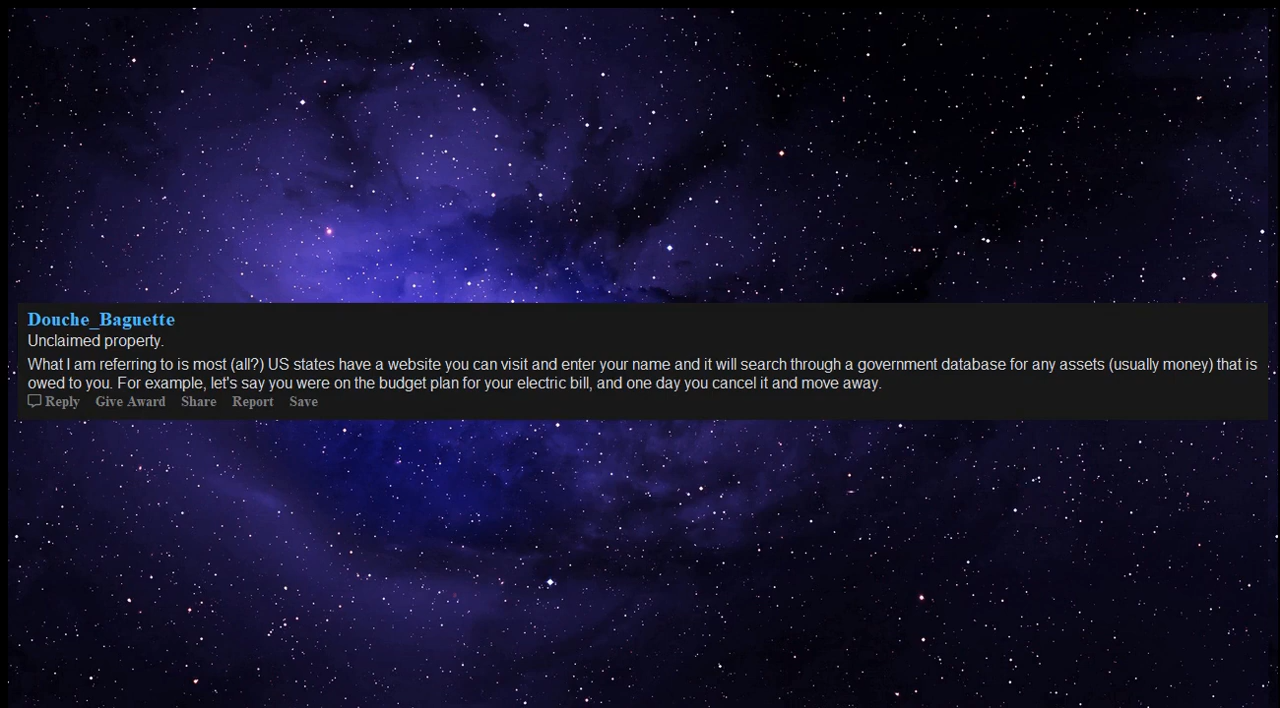 Douche_Baguette
Unclaimed property.
What I am referring to is most (all?) US states have a website you can visit and enter your name and it will search through a government database for any assets (usually money) that is
owed to you. For example, let's say you were on the budget plan for your electric bill, and one day you cancel it and move away.
Reply Give Award Share Report Save